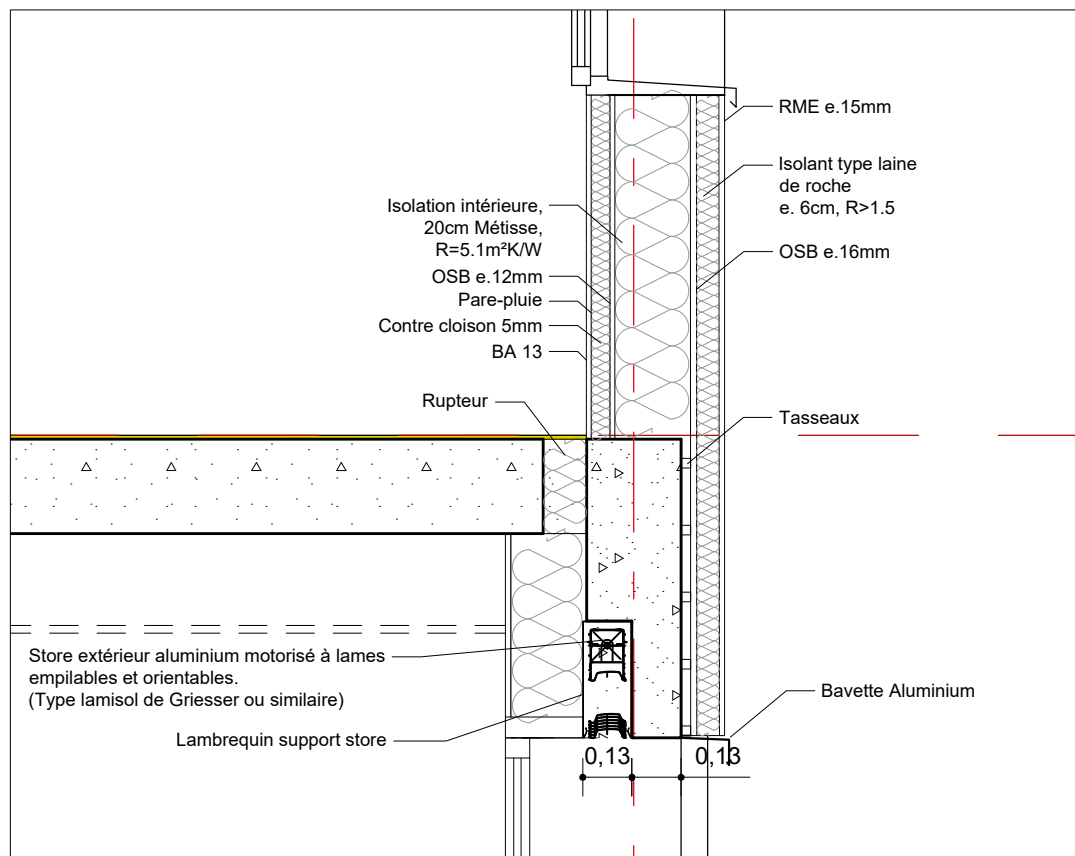 RME e.15mm
Isolant type laine
de roche
e. 6cm, R>1.5
Isolation intérieure,
20cm Métisse,
R=5.1m²K/W
OSB e.16mm
OSB e.12mm
Pare-pluie
Contre cloison 5mm
BA 13
Rupteur
Tasseaux
Store extérieur aluminium motorisé à lames
empilables et orientables.
(Type lamisol de Griesser ou similaire)
Bavette Aluminium
Lambrequin support store
0,13
0,13